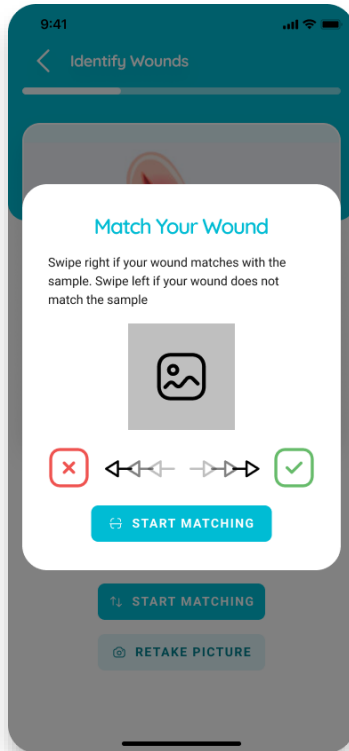 9:41
Identify Wounds
Match Your Wound
Swipe right if your wound matches with the
sample. Swipe left if your wound does not
match the sample
START MATCHING
START MATCHING
RETAKE PICTURE